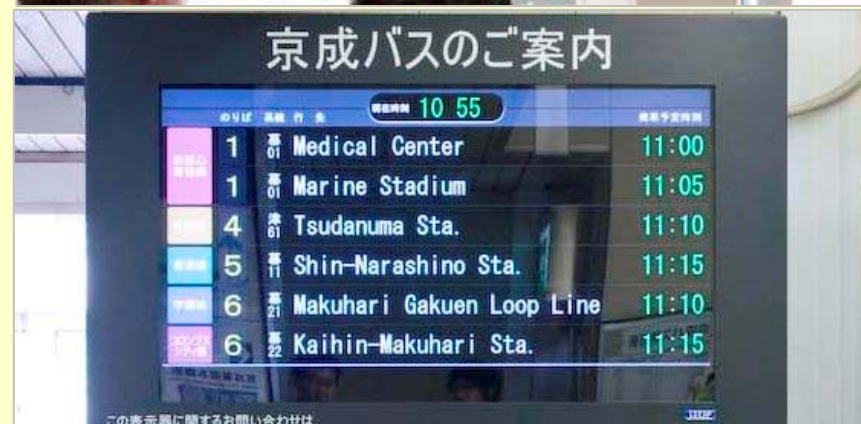 京成バスのご案内
のりば 系統 行先 現在時刻 10 55 発車予定時刻
1 幕01 Medical Center 11:00
1 幕01 Marine Stadium 11:05
4 津61 Tsudanuma Sta. 11:10
5 幕11 Shin-Narashino Sta. 11:15
6 幕21 Makuhari Gakuen Loop Line 11:10
6 幕22 Kaihin-Makuhari Sta. 11:15
この表示器に関するお問い合わせは